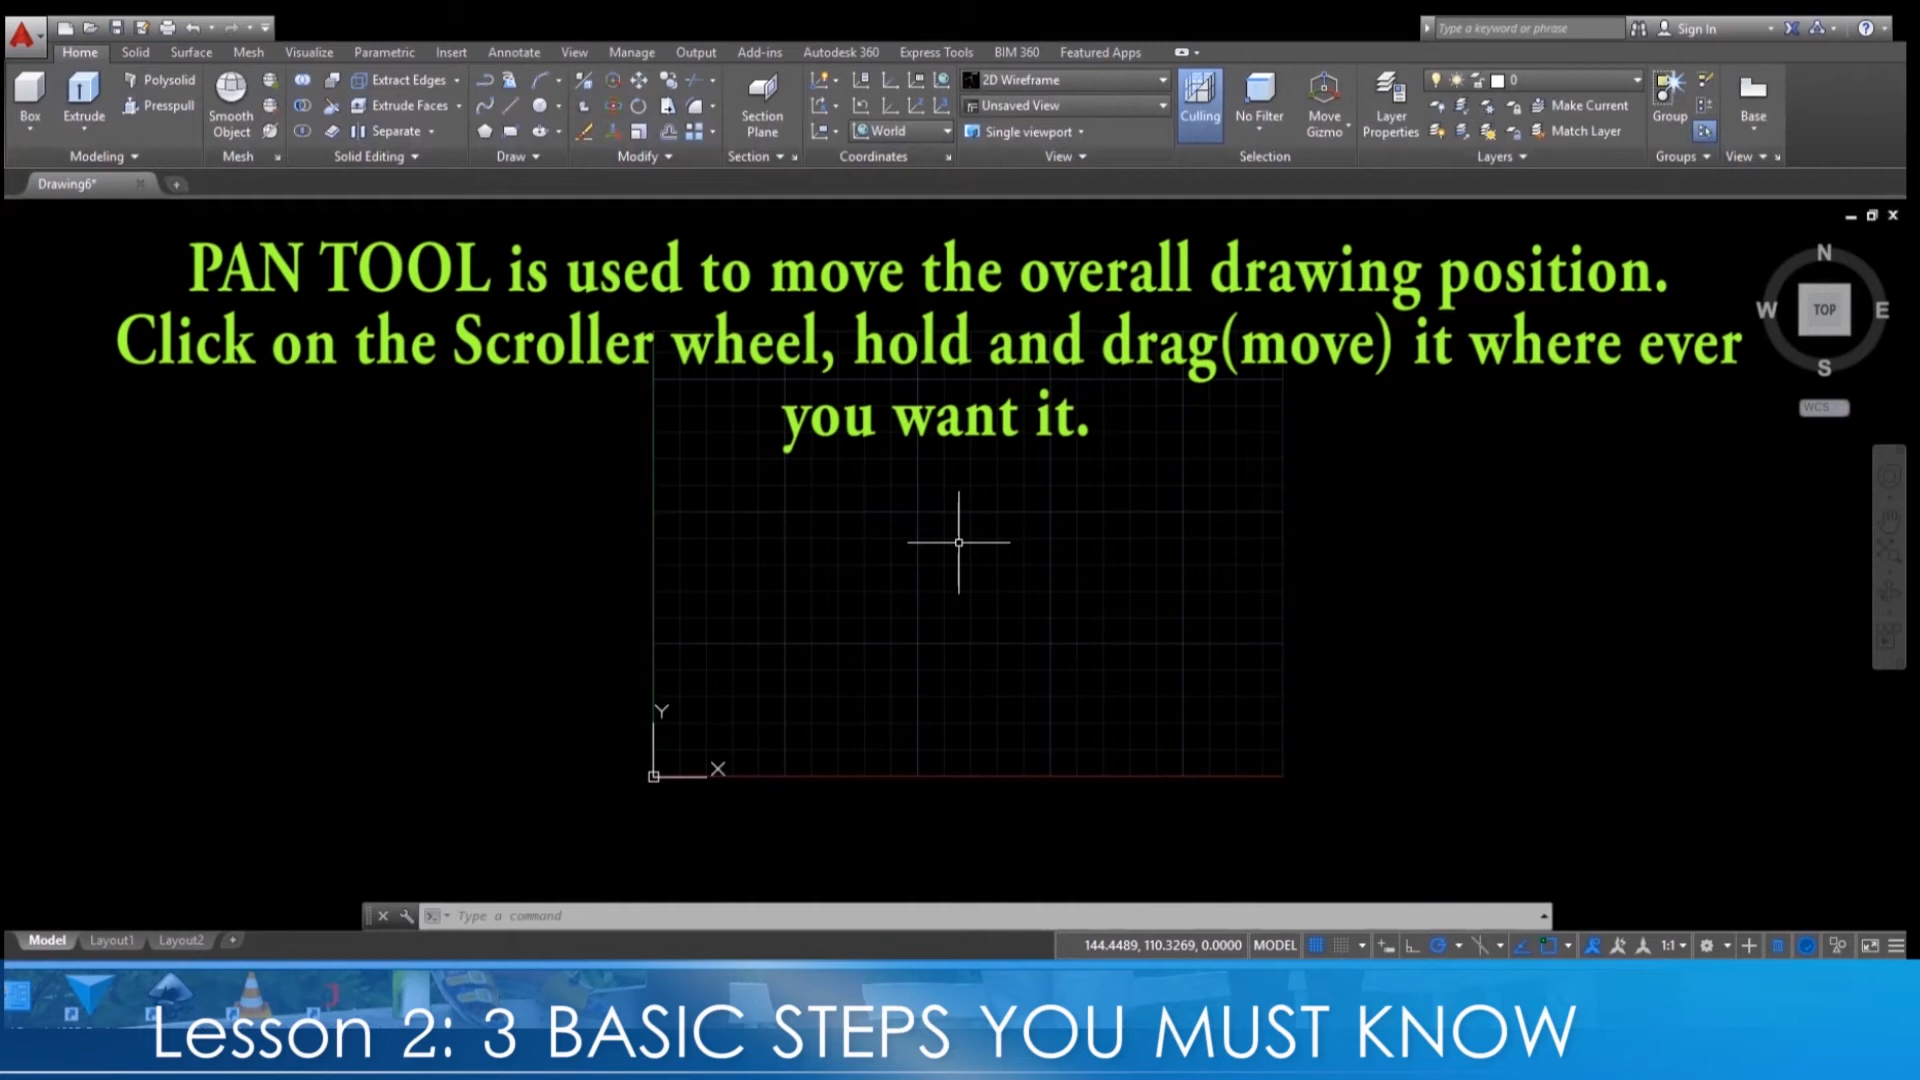 Type a keyword or phrase
Sign In
Home Solid Surface Mesh Visualize Parametric Insert Annotate View Manage Output Add-ins Autodesk 360 Express Tools BIM 360 Featured Apps
Box
Extrude
Polysolid
Presspull
Modeling
Smooth
Object
Mesh
Extract Edges
Extrude Faces
Separate
Solid Editing
Draw
Modify
Section
Plane
Section
World
Coordinates
2D Wireframe
Unsaved View
Single viewport
View
Culling
No Filter
Move
Gizmo
Selection
Layer
Properties
0
Make Current
Match Layer
Layers
Group
Groups
Base
View
Drawing6*
PAN TOOL is used to move the overall drawing position.
Click on the Scroller wheel, hold and drag(move) it where ever
you want it.
N
W TOP E
S
WCS
Y
X
Type a command
Model Layout1 Layout2
144.4489, 110.3269, 0.0000 MODEL 1:1
Lesson 2: 3 BASIC STEPS YOU MUST KNOW